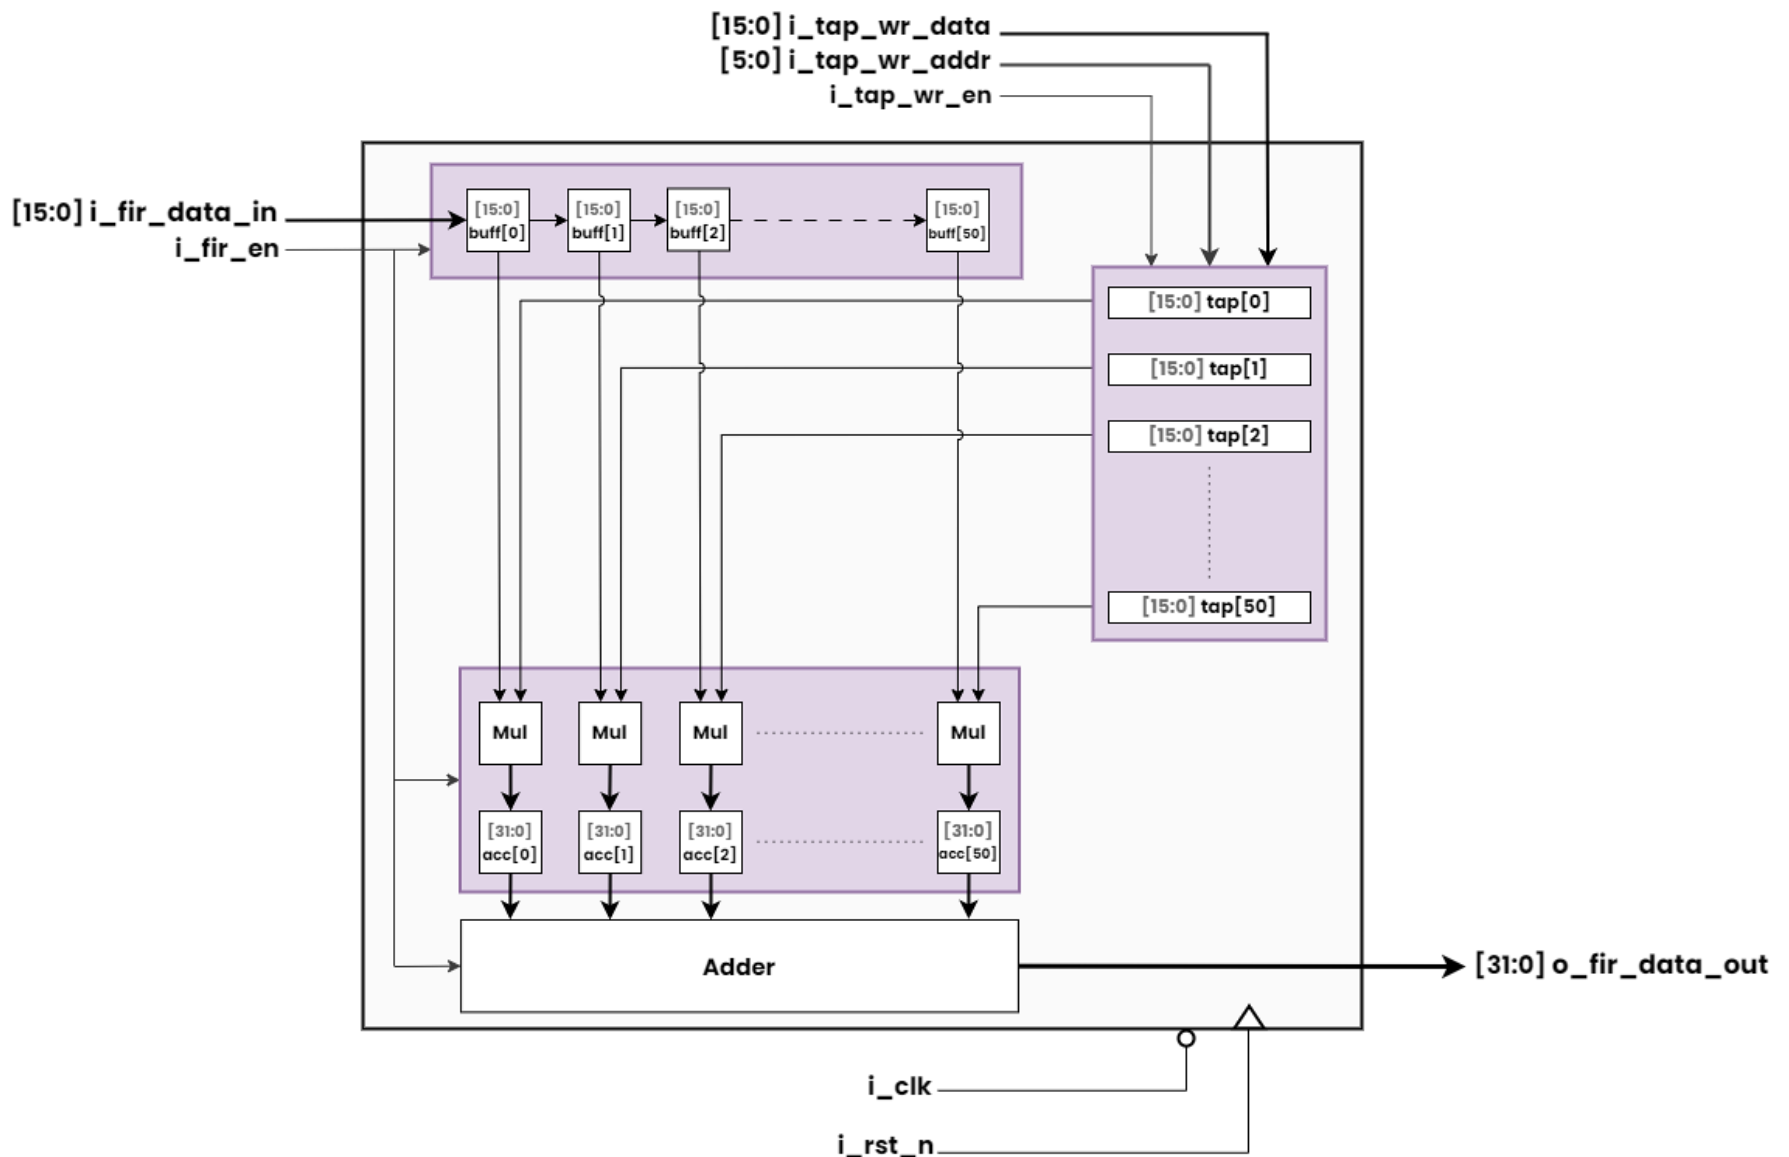 [15:0] i_tap_wr_data
[5:0] i_tap_wr_addr
i_tap_wr_en
[15:0] i_fir_data_in
i_fir_en
[15:0]
buff[0]
[15:0]
buff[1]
[15:0]
buff[2]
[15:0]
buff[50]
[15:0] tap[0]
[15:0] tap[1]
[15:0] tap[2]
[15:0] tap[50]
Mul
Mul
Mul
Mul
[31:0]
acc[0]
[31:0]
acc[1]
[31:0]
acc[2]
[31:0]
acc[50]
Adder
[31:0] o_fir_data_out
i_clk
i_rst_n